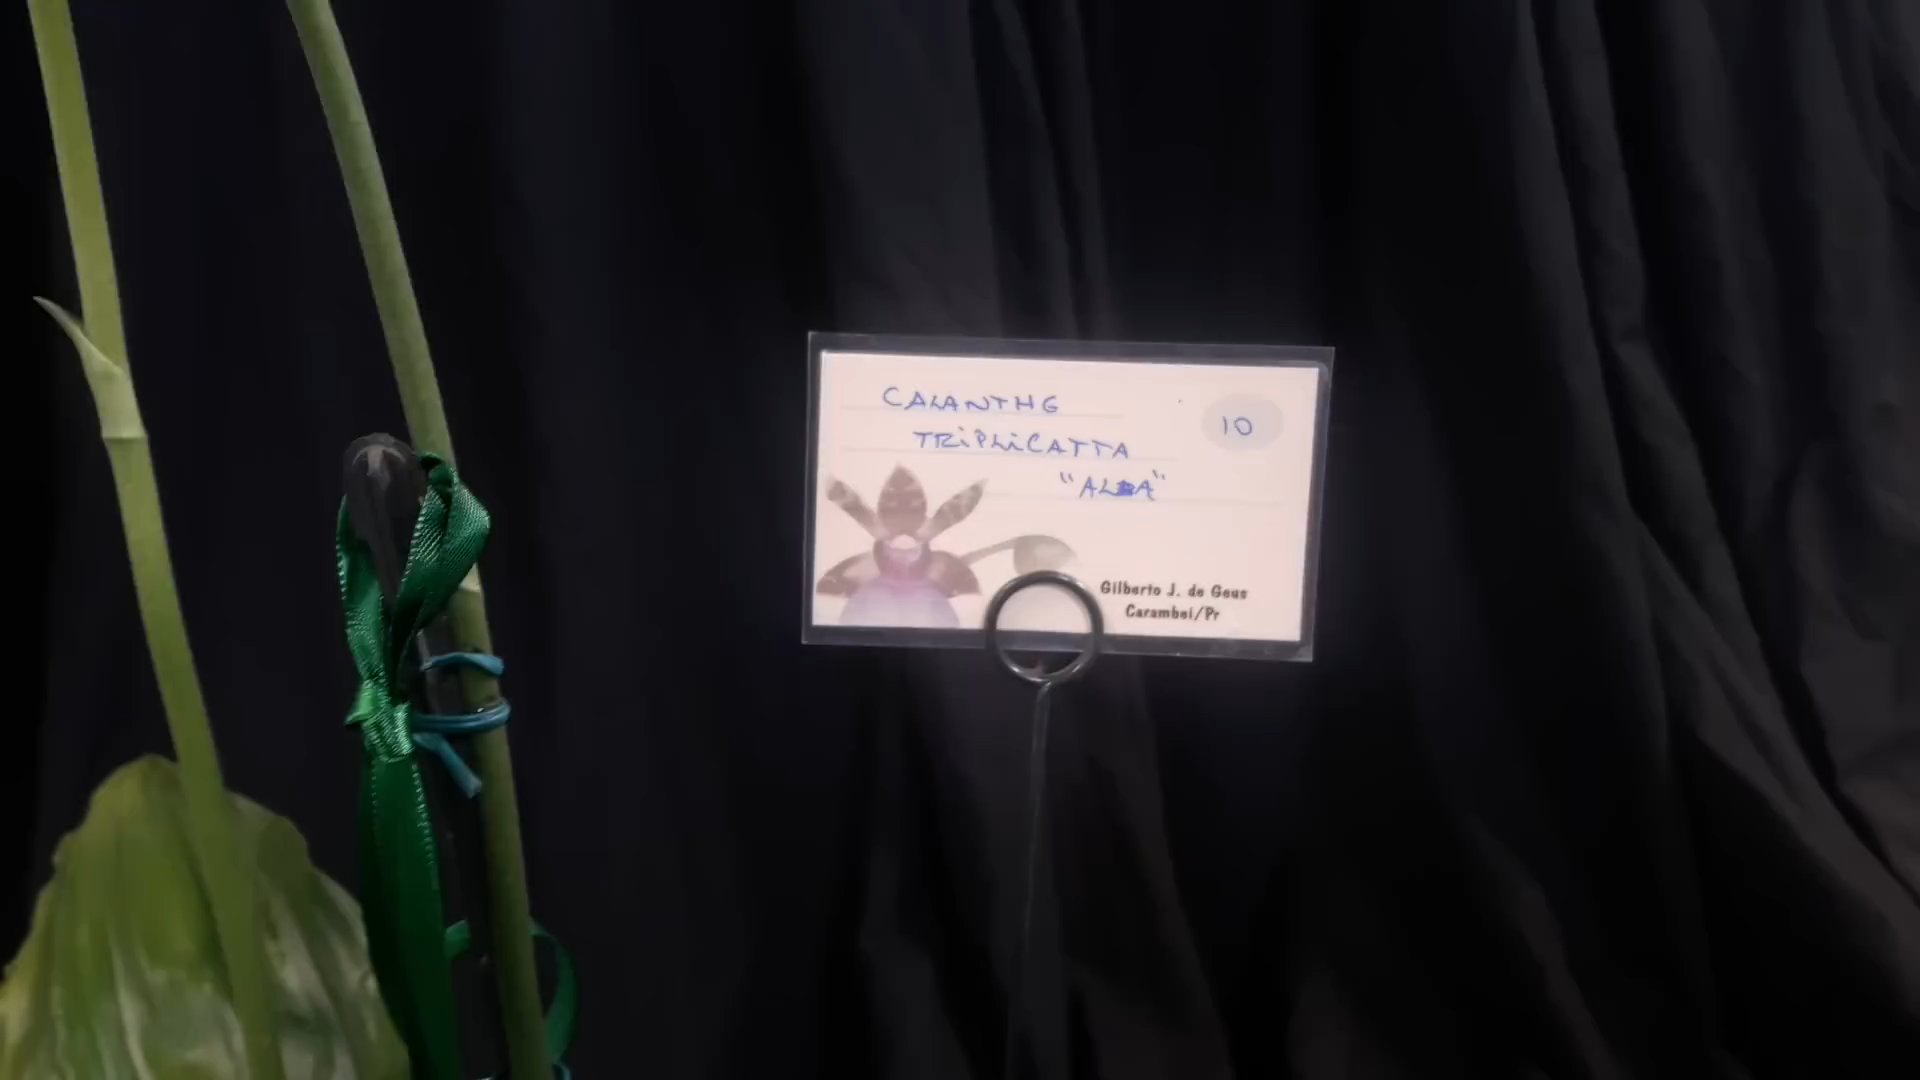 CALANTHE
10
TRiPLiCATTA
"ALBA"
Gilberto J. de Geus
Carambeí/Pr